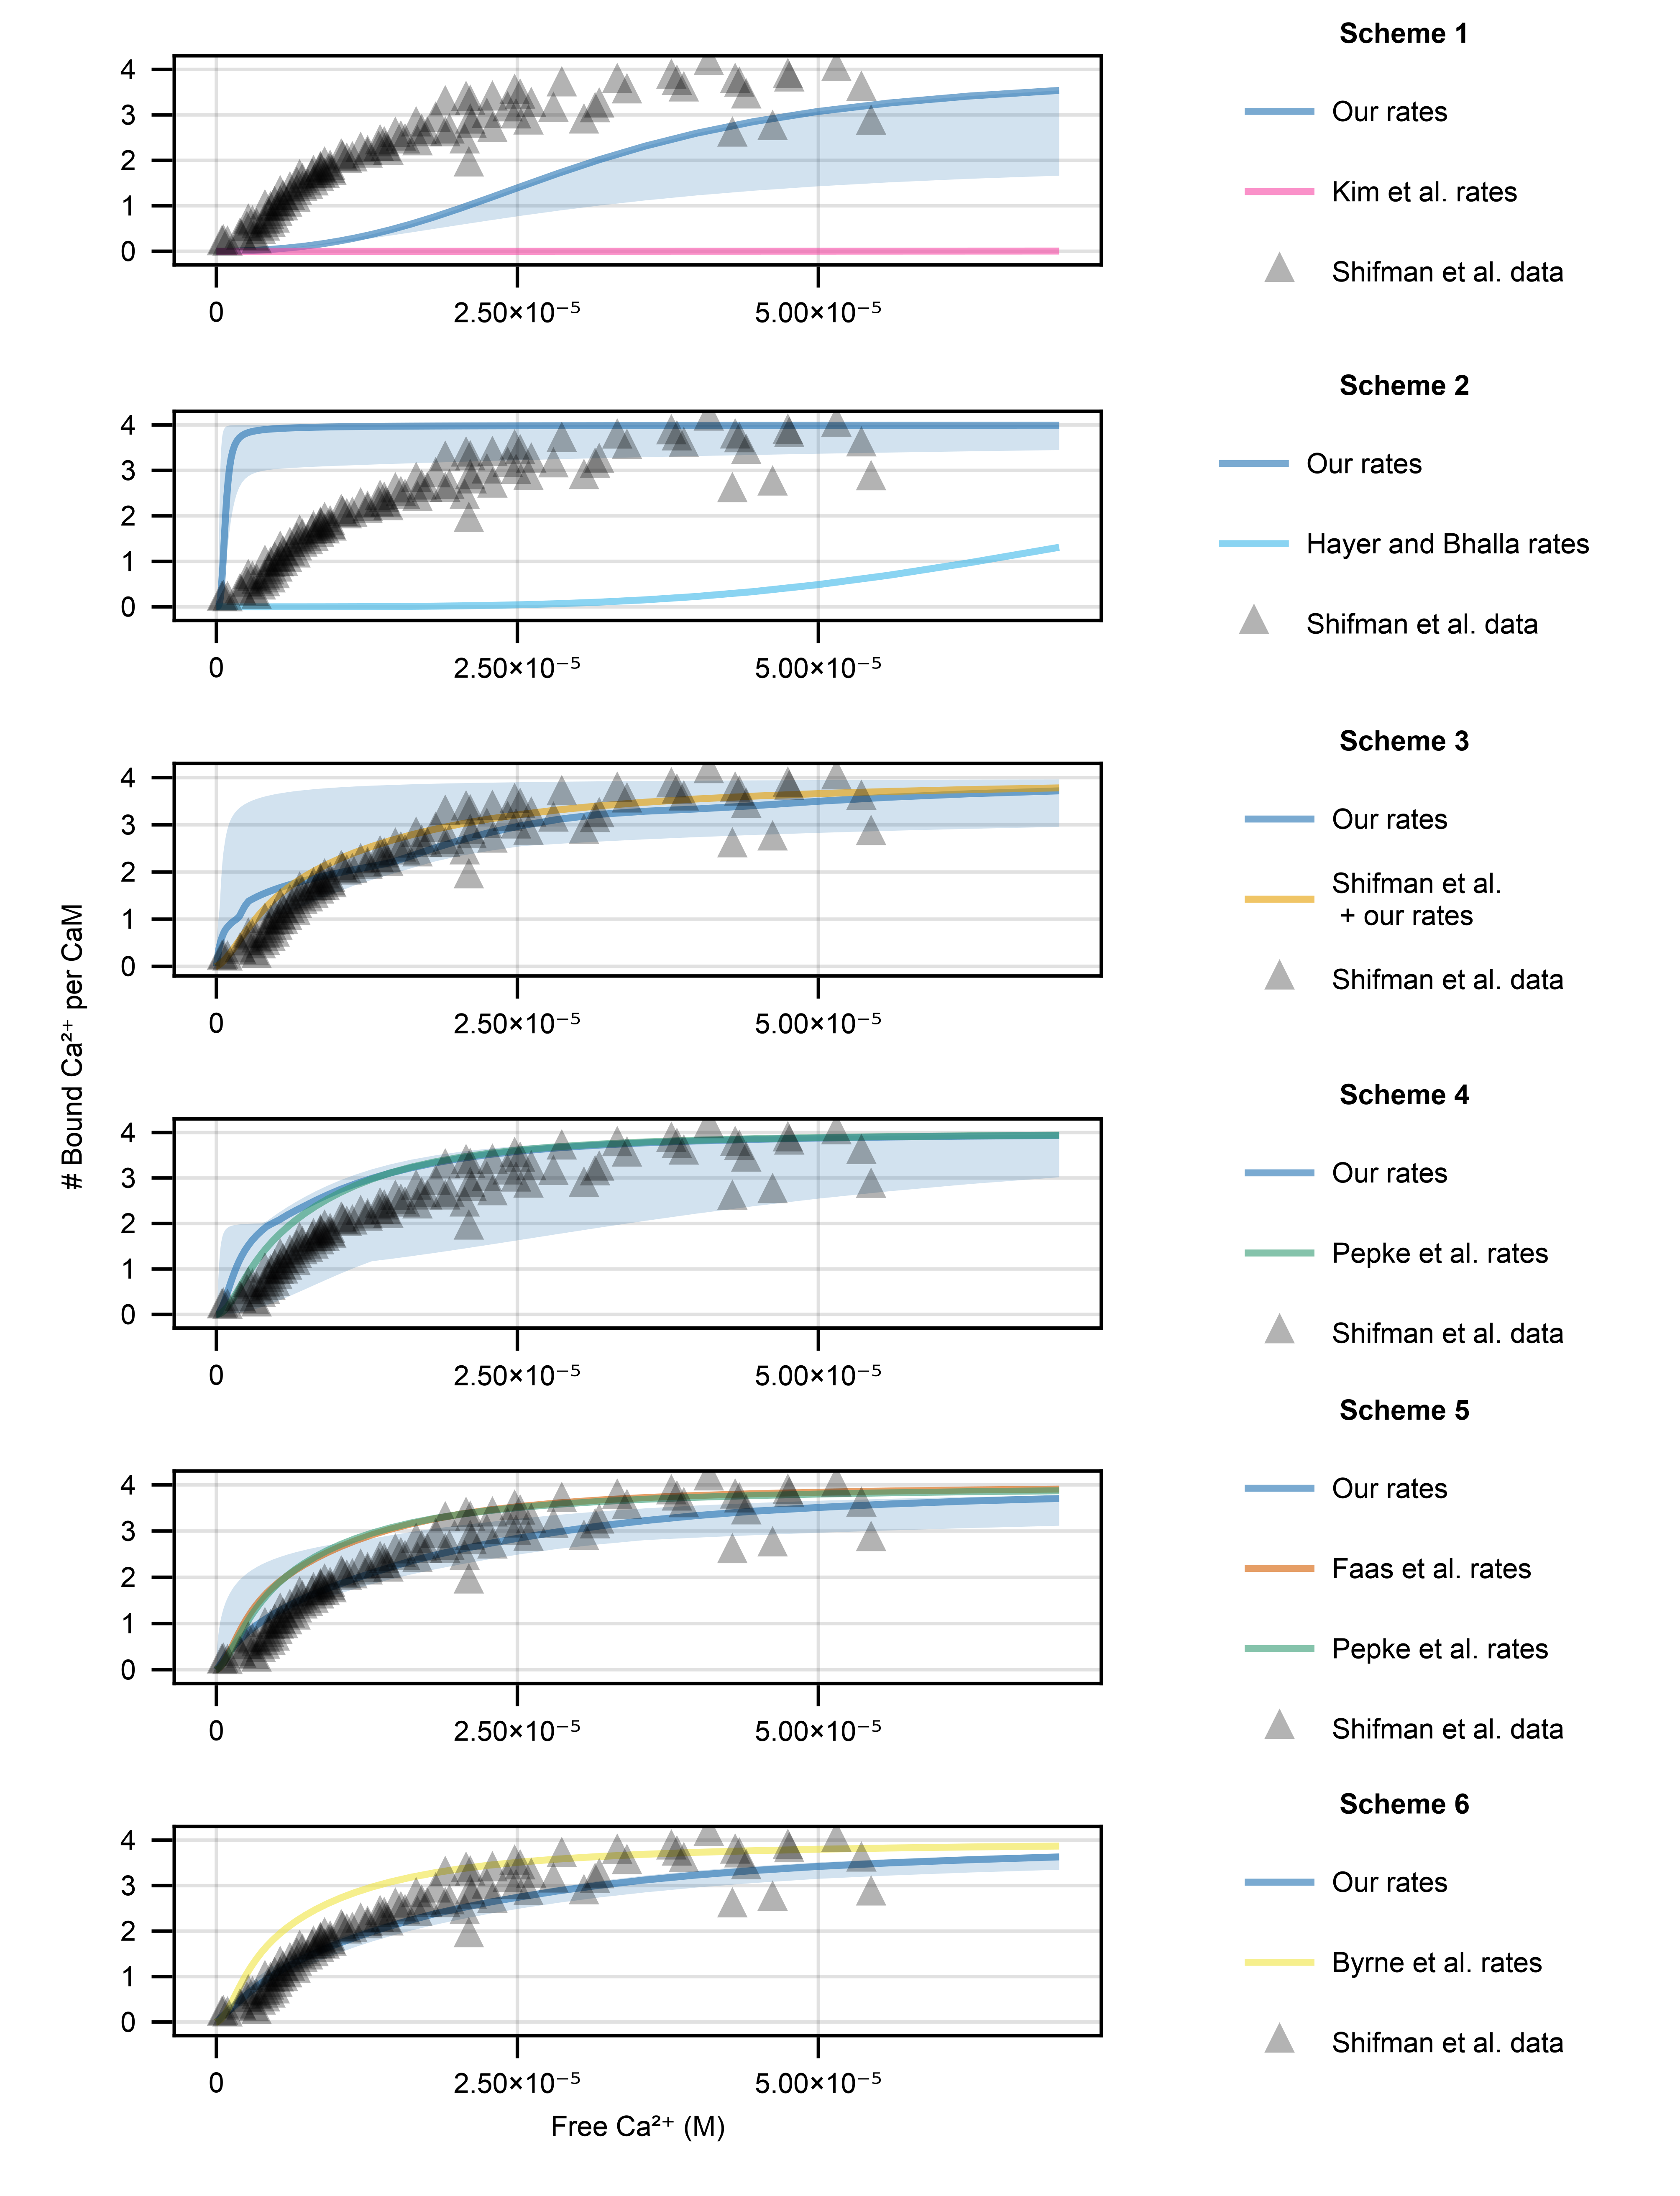 Scheme 1
4
3
2
1
0
0
2.50×10⁻⁵
5.00×10⁻⁵
Our rates
Kim et al. rates
Shifman et al. data
Scheme 2
4
3
2
1
0
0
2.50×10⁻⁵
5.00×10⁻⁵
Our rates
Hayer and Bhalla rates
Shifman et al. data
Scheme 3
4
3
2
1
0
0
2.50×10⁻⁵
5.00×10⁻⁵
Our rates
Shifman et al.
+ our rates
Shifman et al. data
# Bound Ca²⁺ per CaM
Scheme 4
4
3
2
1
0
0
2.50×10⁻⁵
5.00×10⁻⁵
Our rates
Pepke et al. rates
Shifman et al. data
Scheme 5
4
3
2
1
0
0
2.50×10⁻⁵
5.00×10⁻⁵
Our rates
Faas et al. rates
Pepke et al. rates
Shifman et al. data
Scheme 6
4
3
2
1
0
0
2.50×10⁻⁵
5.00×10⁻⁵
Our rates
Byrne et al. rates
Shifman et al. data
Free Ca²⁺ (M)